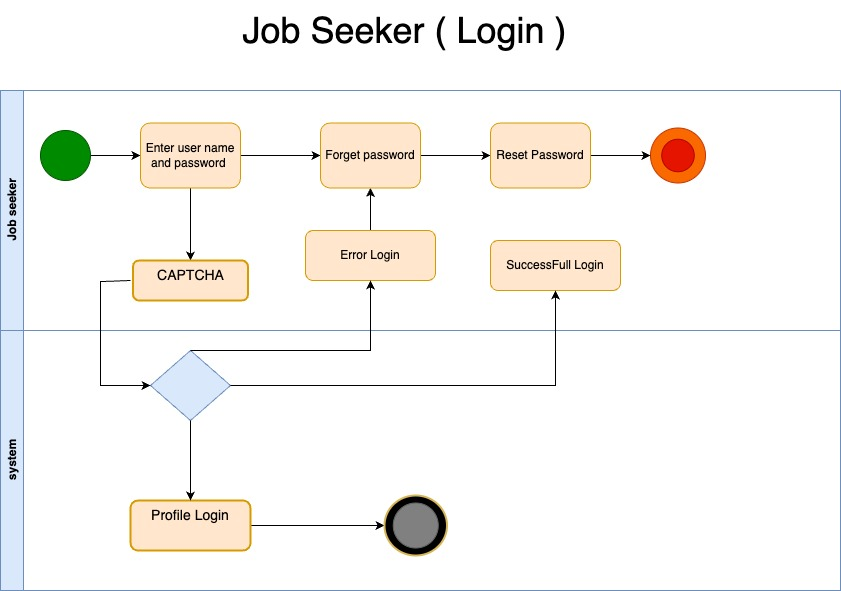 Job Seeker ( Login )
Job seeker
Enter user name
and password
Forget password
Reset Password
CAPTCHA
Error Login
SuccessFull Login
system
Profile Login